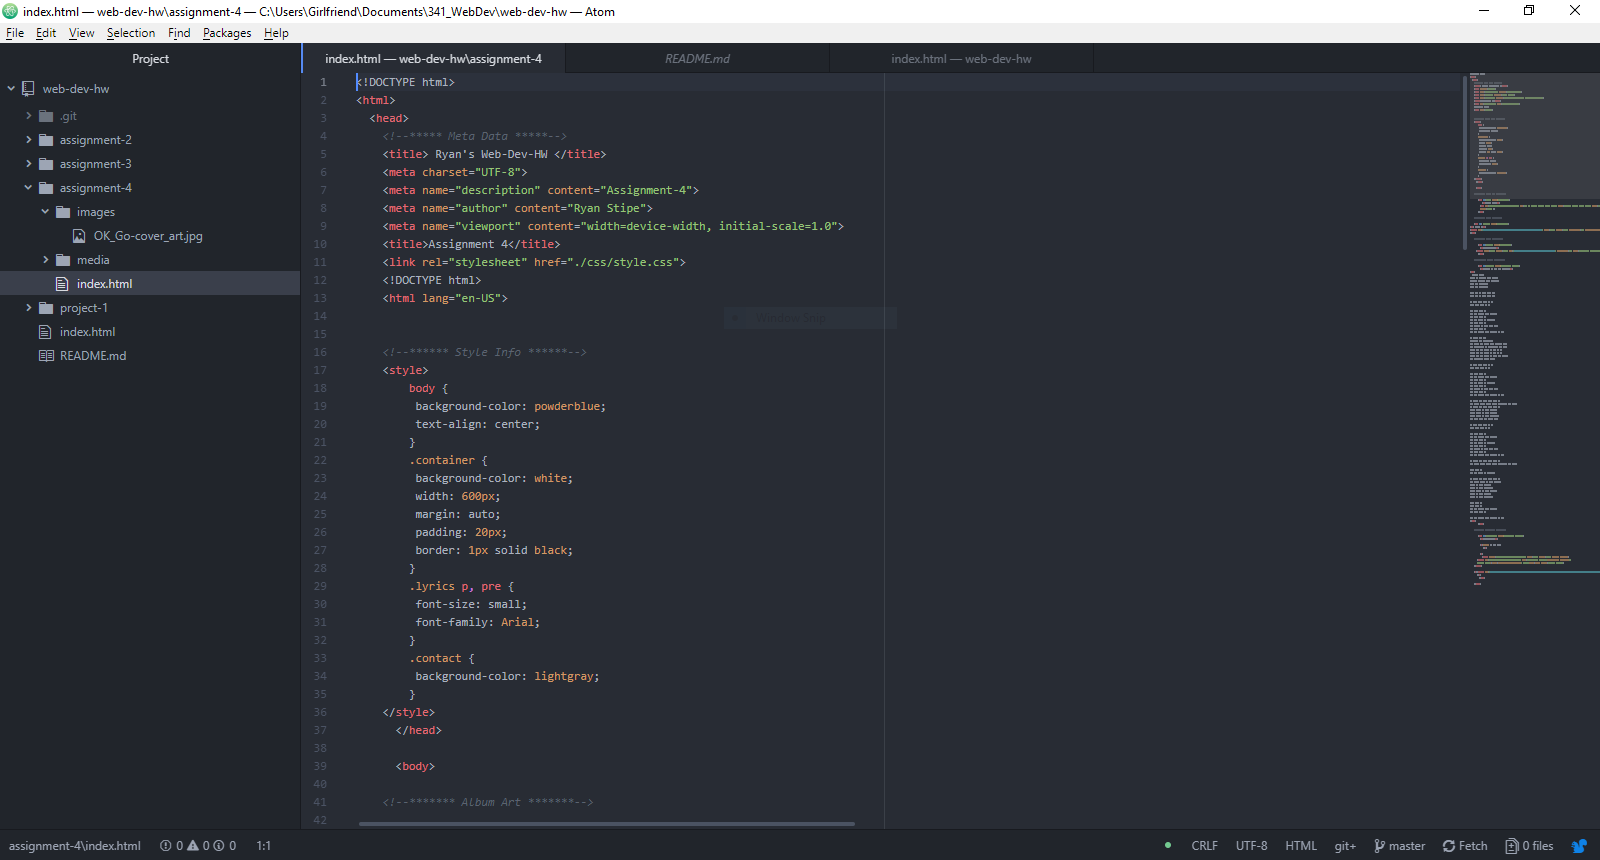 index.html — web-dev-hw\assignment-4 — C:\Users\Girlfriend\Documents\341_WebDev\web-dev-hw — Atom
File Edit View Selection Find Packages Help
Project
web-dev-hw
.git
assignment-2
assignment-3
assignment-4
images
OK_Go-cover_art.jpg
media
index.html
project-1
index.html
README.md
index.html — web-dev-hw\assignment-4 README.md index.html — web-dev-hw
1 <!DOCTYPE html>
2 <html>
3 <head>
4 <!--***** Meta Data *****-->
5 <title> Ryan's Web-Dev-HW </title>
6 <meta charset="UTF-8">
7 <meta name="description" content="Assignment-4">
8 <meta name="author" content="Ryan Stipe">
9 <meta name="viewport" content="width=device-width, initial-scale=1.0">
10 <title>Assignment 4</title>
11 <link rel="stylesheet" href="./css/style.css">
12 <!DOCTYPE html>
13 <html lang="en-US">
14
15
16 <!--****** Style Info ******-->
17 <style>
18 body {
19 background-color: powderblue;
20 text-align: center;
21 }
22 .container {
23 background-color: white;
24 width: 600px;
25 margin: auto;
26 padding: 20px;
27 border: 1px solid black;
28 }
29 .lyrics p, pre {
30 font-size: small;
31 font-family: Arial;
32 }
33 .contact {
34 background-color: lightgray;
35 }
36 </style>
37 </head>
38
39 <body>
40
41 <!--******* Album Art *******-->
42
assignment-4\index.html 0 0 0 1:1 CRLF UTF-8 HTML git+ master Fetch 0 files